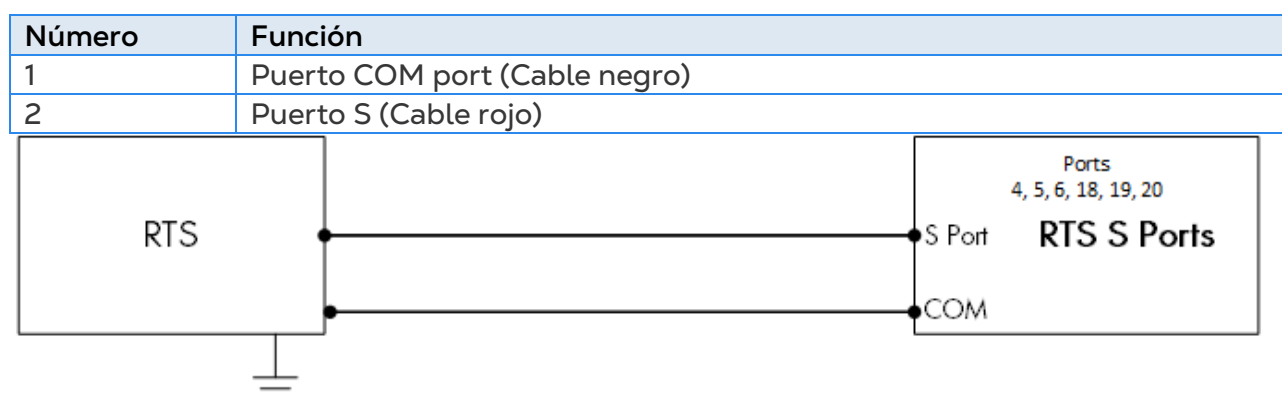 Número Función
1 Puerto COM port (Cable negro)
2 Puerto S (Cable rojo)
Ports
4, 5, 6, 18, 19, 20
RTS S Port RTS S Ports
COM